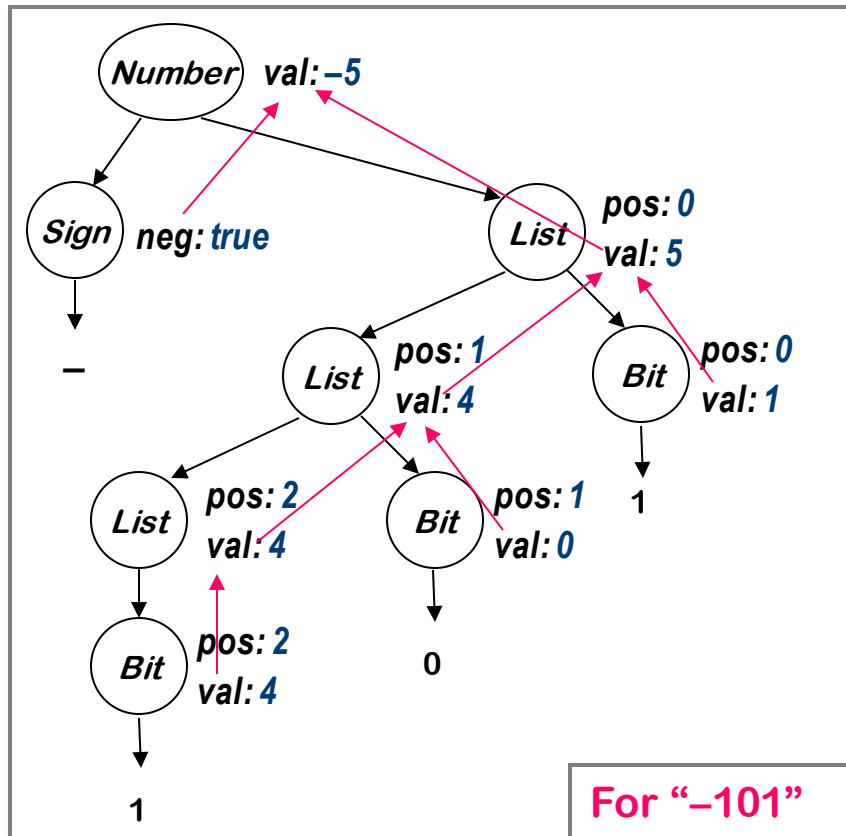 Number val: –5
Sign neg: true
List pos: 0
val: 5
–
List pos: 1
val: 4
Bit pos: 0
val: 1
List pos: 2
val: 4
Bit pos: 1
val: 0
1
Bit pos: 2
val: 4
0
1
For “–101”